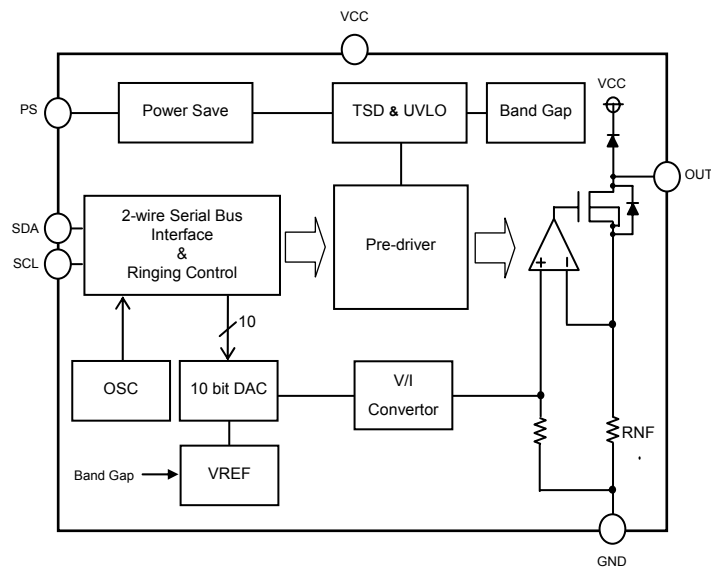 VCC
VCC
PS
Power Save
TSD & UVLO
Band Gap
OUT
SDA
SCL
2-wire Serial Bus
Interface
&
Ringing Control
Pre-driver
+
–
10
OSC
10 bit DAC
V/I
Convertor
RNF
Band Gap
VREF
GND